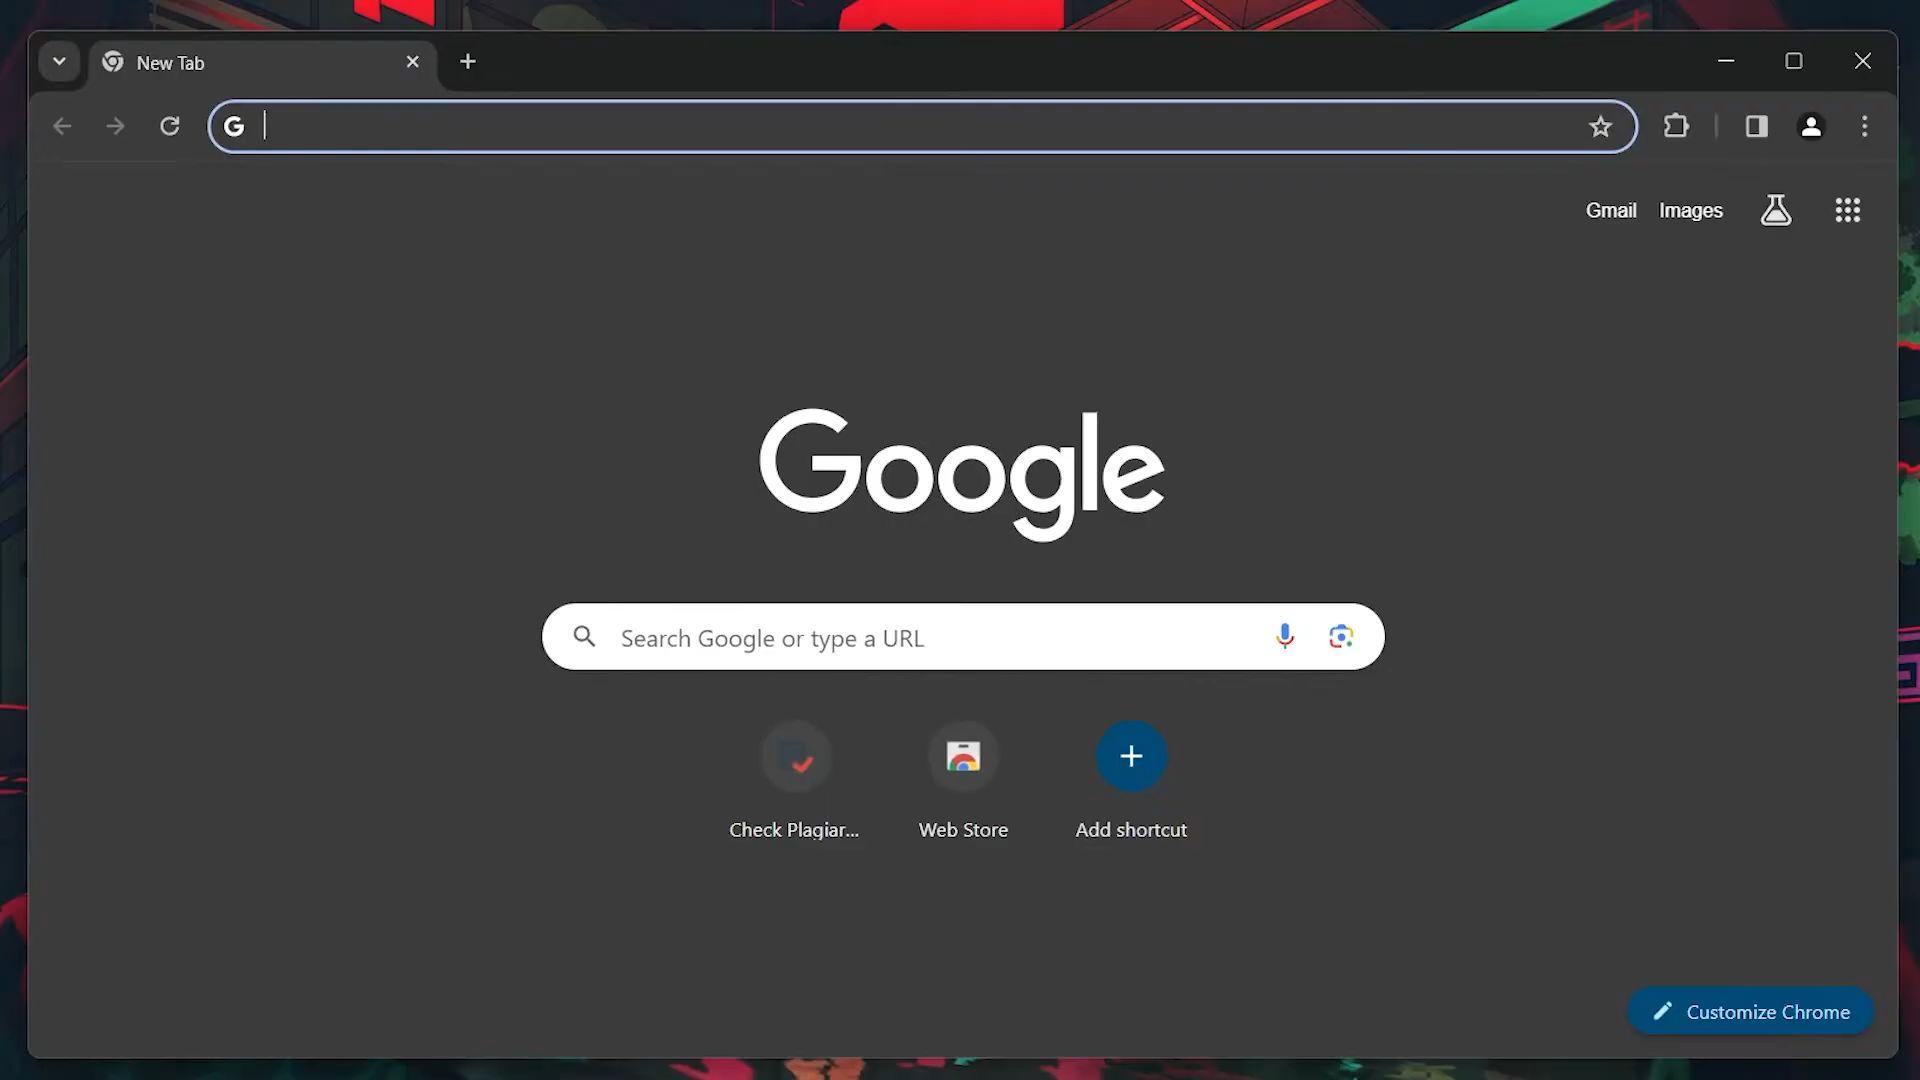 New Tab
Gmail Images
Google
Search Google or type a URL
Check Plagiar... Web Store Add shortcut
Customize Chrome